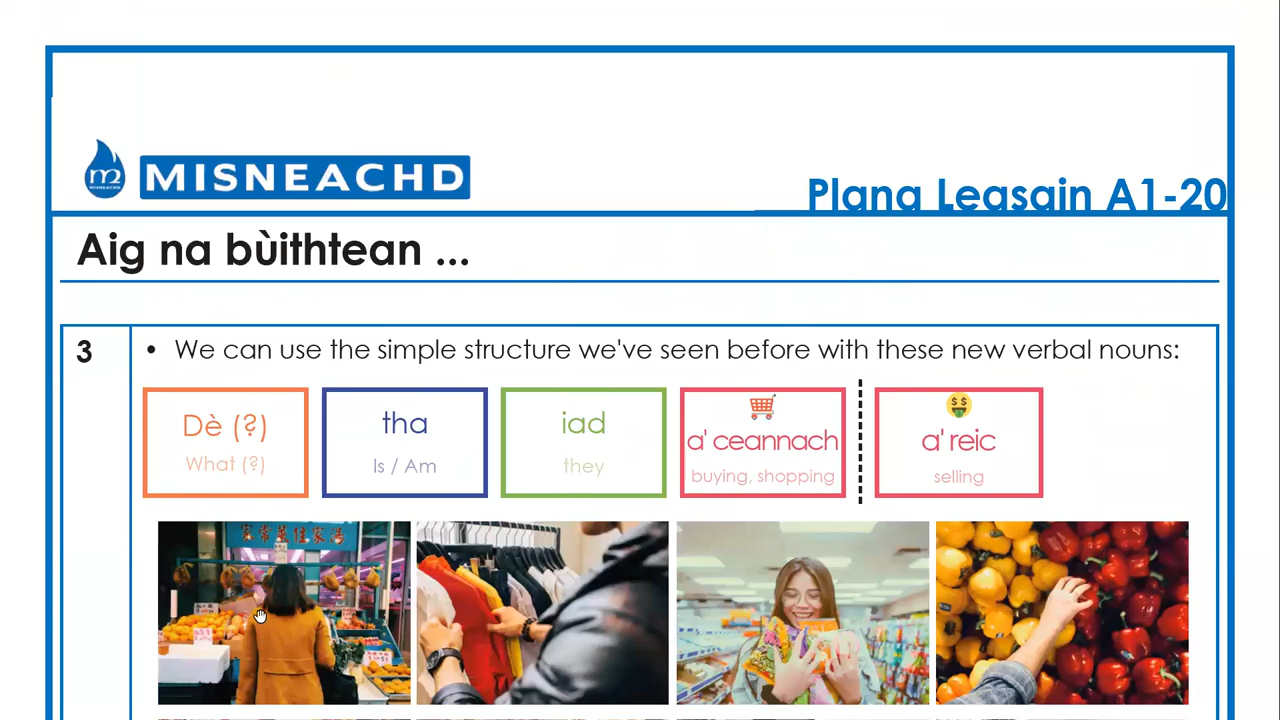 MISNEACHD
Plana Leasain A1-20
Aig na bùithtean ...
3
• We can use the simple structure we've seen before with these new verbal nouns:
Dè (?)
What (?)
tha
Is / Am
iad
they
a' ceannach
buying, shopping
a' reic
selling